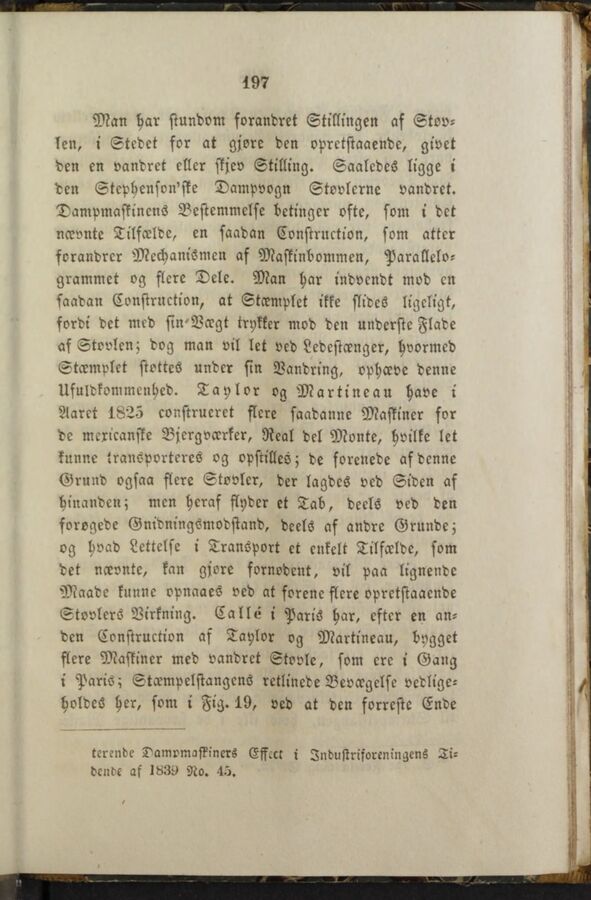 197
Man har stundom forandret Stillingen af Støv-
len, i Stedet for at gjøre den opretstaaende, givet
den en vandret eller skjev Stilling. Saaledes ligge i
den Stephenson'ske Dampvogn Støvlerne vandret.
Dampmaskinens Bestemmelse betinger ofte, som i det
nævnte Tilfælde, en saadan Construction, som atter
forandrer Mechanismen af Maskinbommen, Parallelo-
grammet og flere Dele. Man har indvendt mod en
saadan Construction, at Stæmplet ikke slides ligeligt,
fordi det med sin Vægt trykker mod den underste Flade
af Støvlen; dog man vil let ved Ledestænger, hvormed
Stæmplet støttes under sin Vandring, ophæve denne
Ufuldkommenhed. Taylor og Martineau have i
Aaret 1825 construeret flere saadanne Maskiner for
de mexicanske Bjergværker, Real del Monte, hvilke let
kunne transporteres og opstilles; de forenede af denne
Grund ogsaa flere Støvler, der lagdes ved Siden af
hinanden; men heraf flyder et Tab, deels ved den
forøgede Gnidningsmodstand, deels af andre Grunde;
og hvad Lettelse i Transport et enkelt Tilfælde, som
det nævnte, kan gjøre fornødent, vil paa lignende
Maade kunne opnaaes ved at forene flere opretstaaende
Støvlers Virkning. Callé i Paris har, efter en an-
den Construction af Taylor og Martineau, bygget
flere Maskiner med vandret Støvle, som ere i Gang
i Paris; Stæmpelstangens retlinede Bevægelse vedlige-
holdes her, som i Fig. 19, ved at den forreste Ende
terende Dampmaskiners Effect i Industriforeningens Ti-
dende af 1839 No. 45.